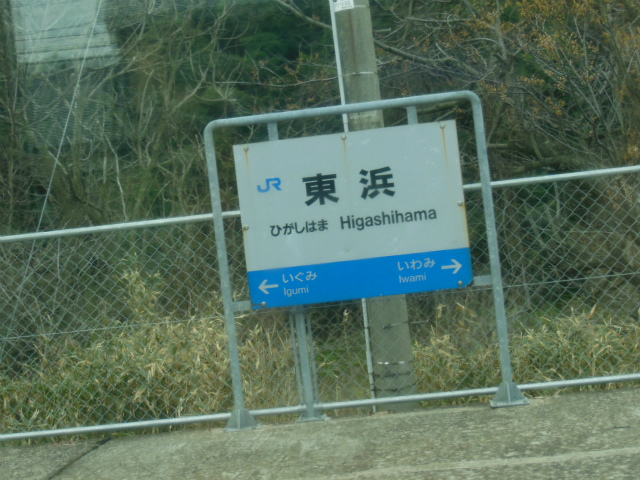 JR 東浜
ひがしはま Higashihama
← いぐみ いわみ →
Igumi Iwami